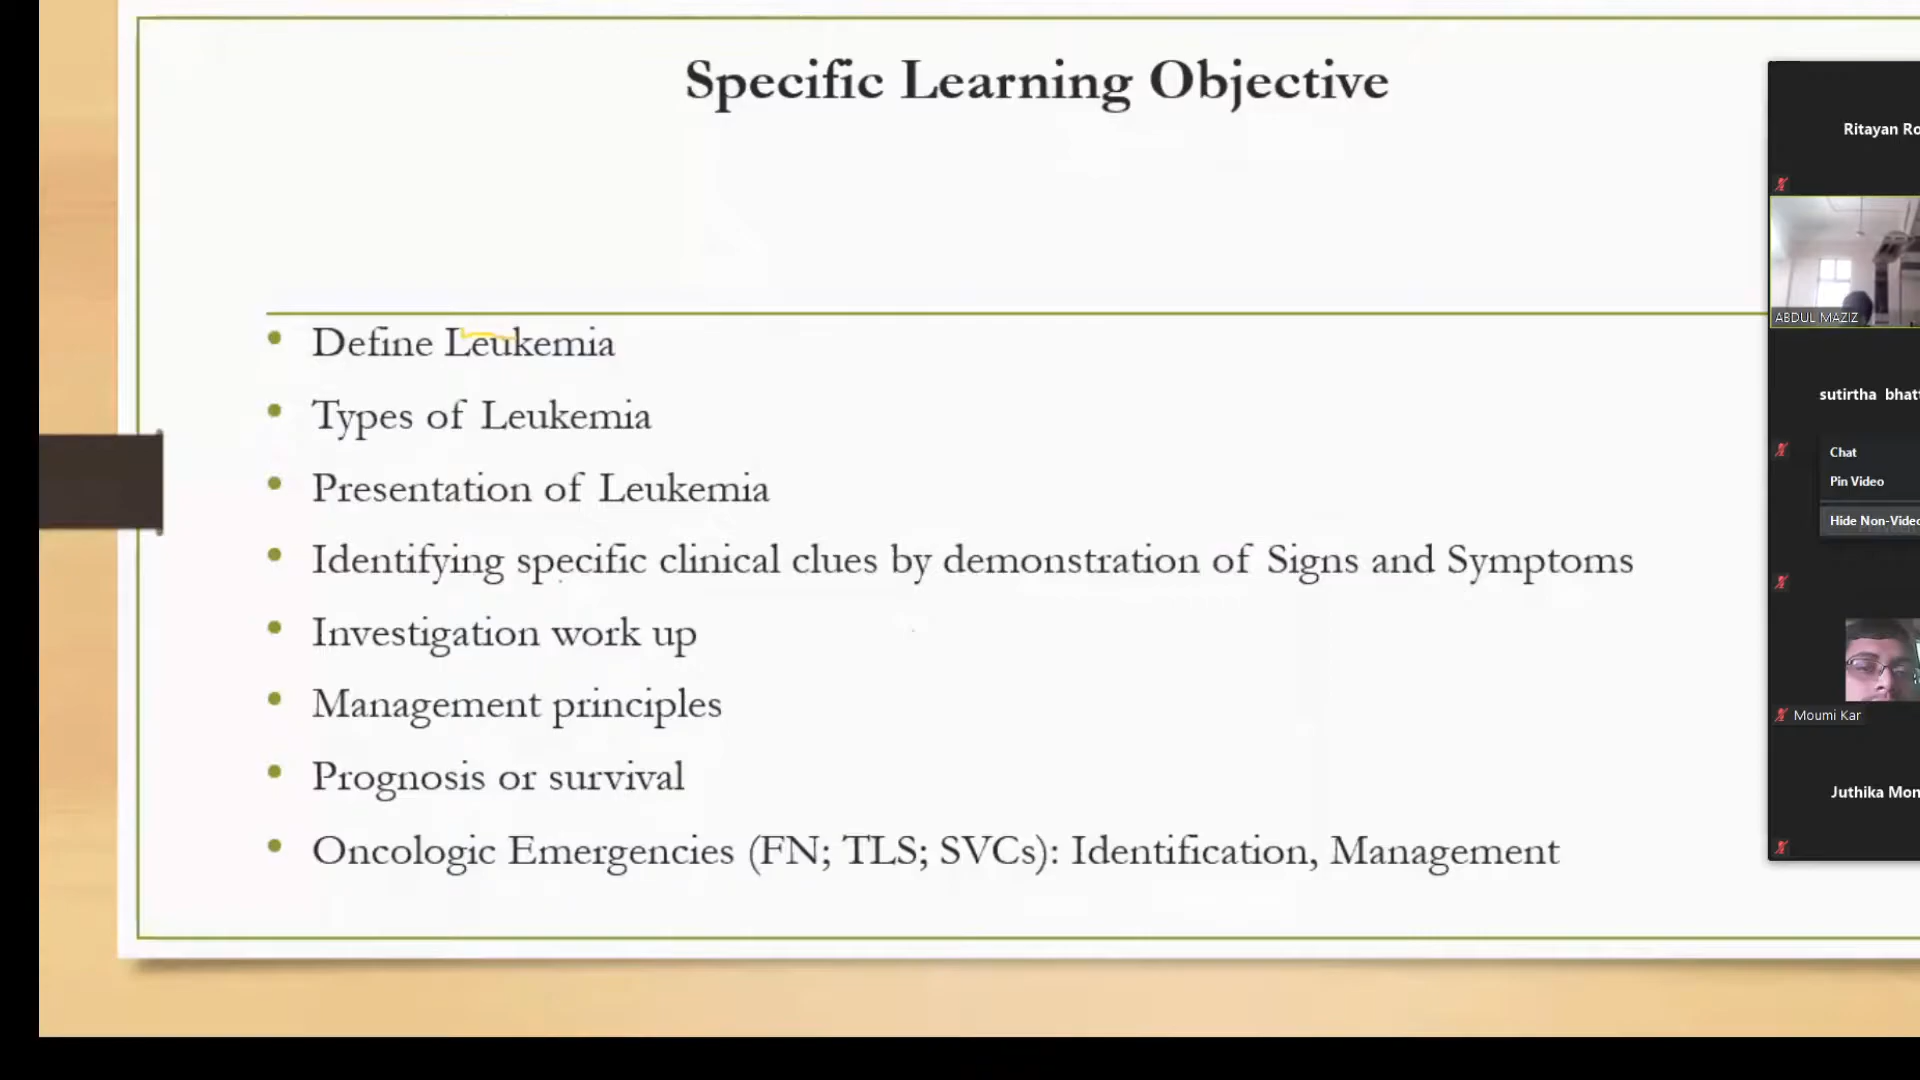 Specific Learning Objective
• Define Leukemia
• Types of Leukemia
• Presentation of Leukemia
• Identifying specific clinical clues by demonstration of Signs and Symptoms
• Investigation work up
• Management principles
• Prognosis or survival
• Oncologic Emergencies (FN; TLS; SVCs): Identification, Management
Ritayan Ro
ABDUL MAZIZ
sutirtha bhatt
Chat
Pin Video
Hide Non-Video
Moumi Kar
Juthika Mon